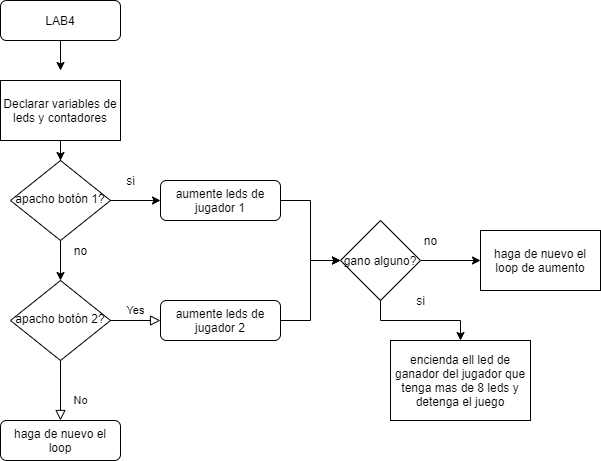 LAB4
Declarar variables de
leds y contadores
apacho botón 1?
si
aumente leds de
jugador 1
no
apacho botón 2?
Yes
aumente leds de
jugador 2
No
haga de nuevo el
loop
gano alguno?
no
haga de nuevo el
loop de aumento
si
encienda ell led de
ganador del jugador que
tenga mas de 8 leds y
detenga el juego